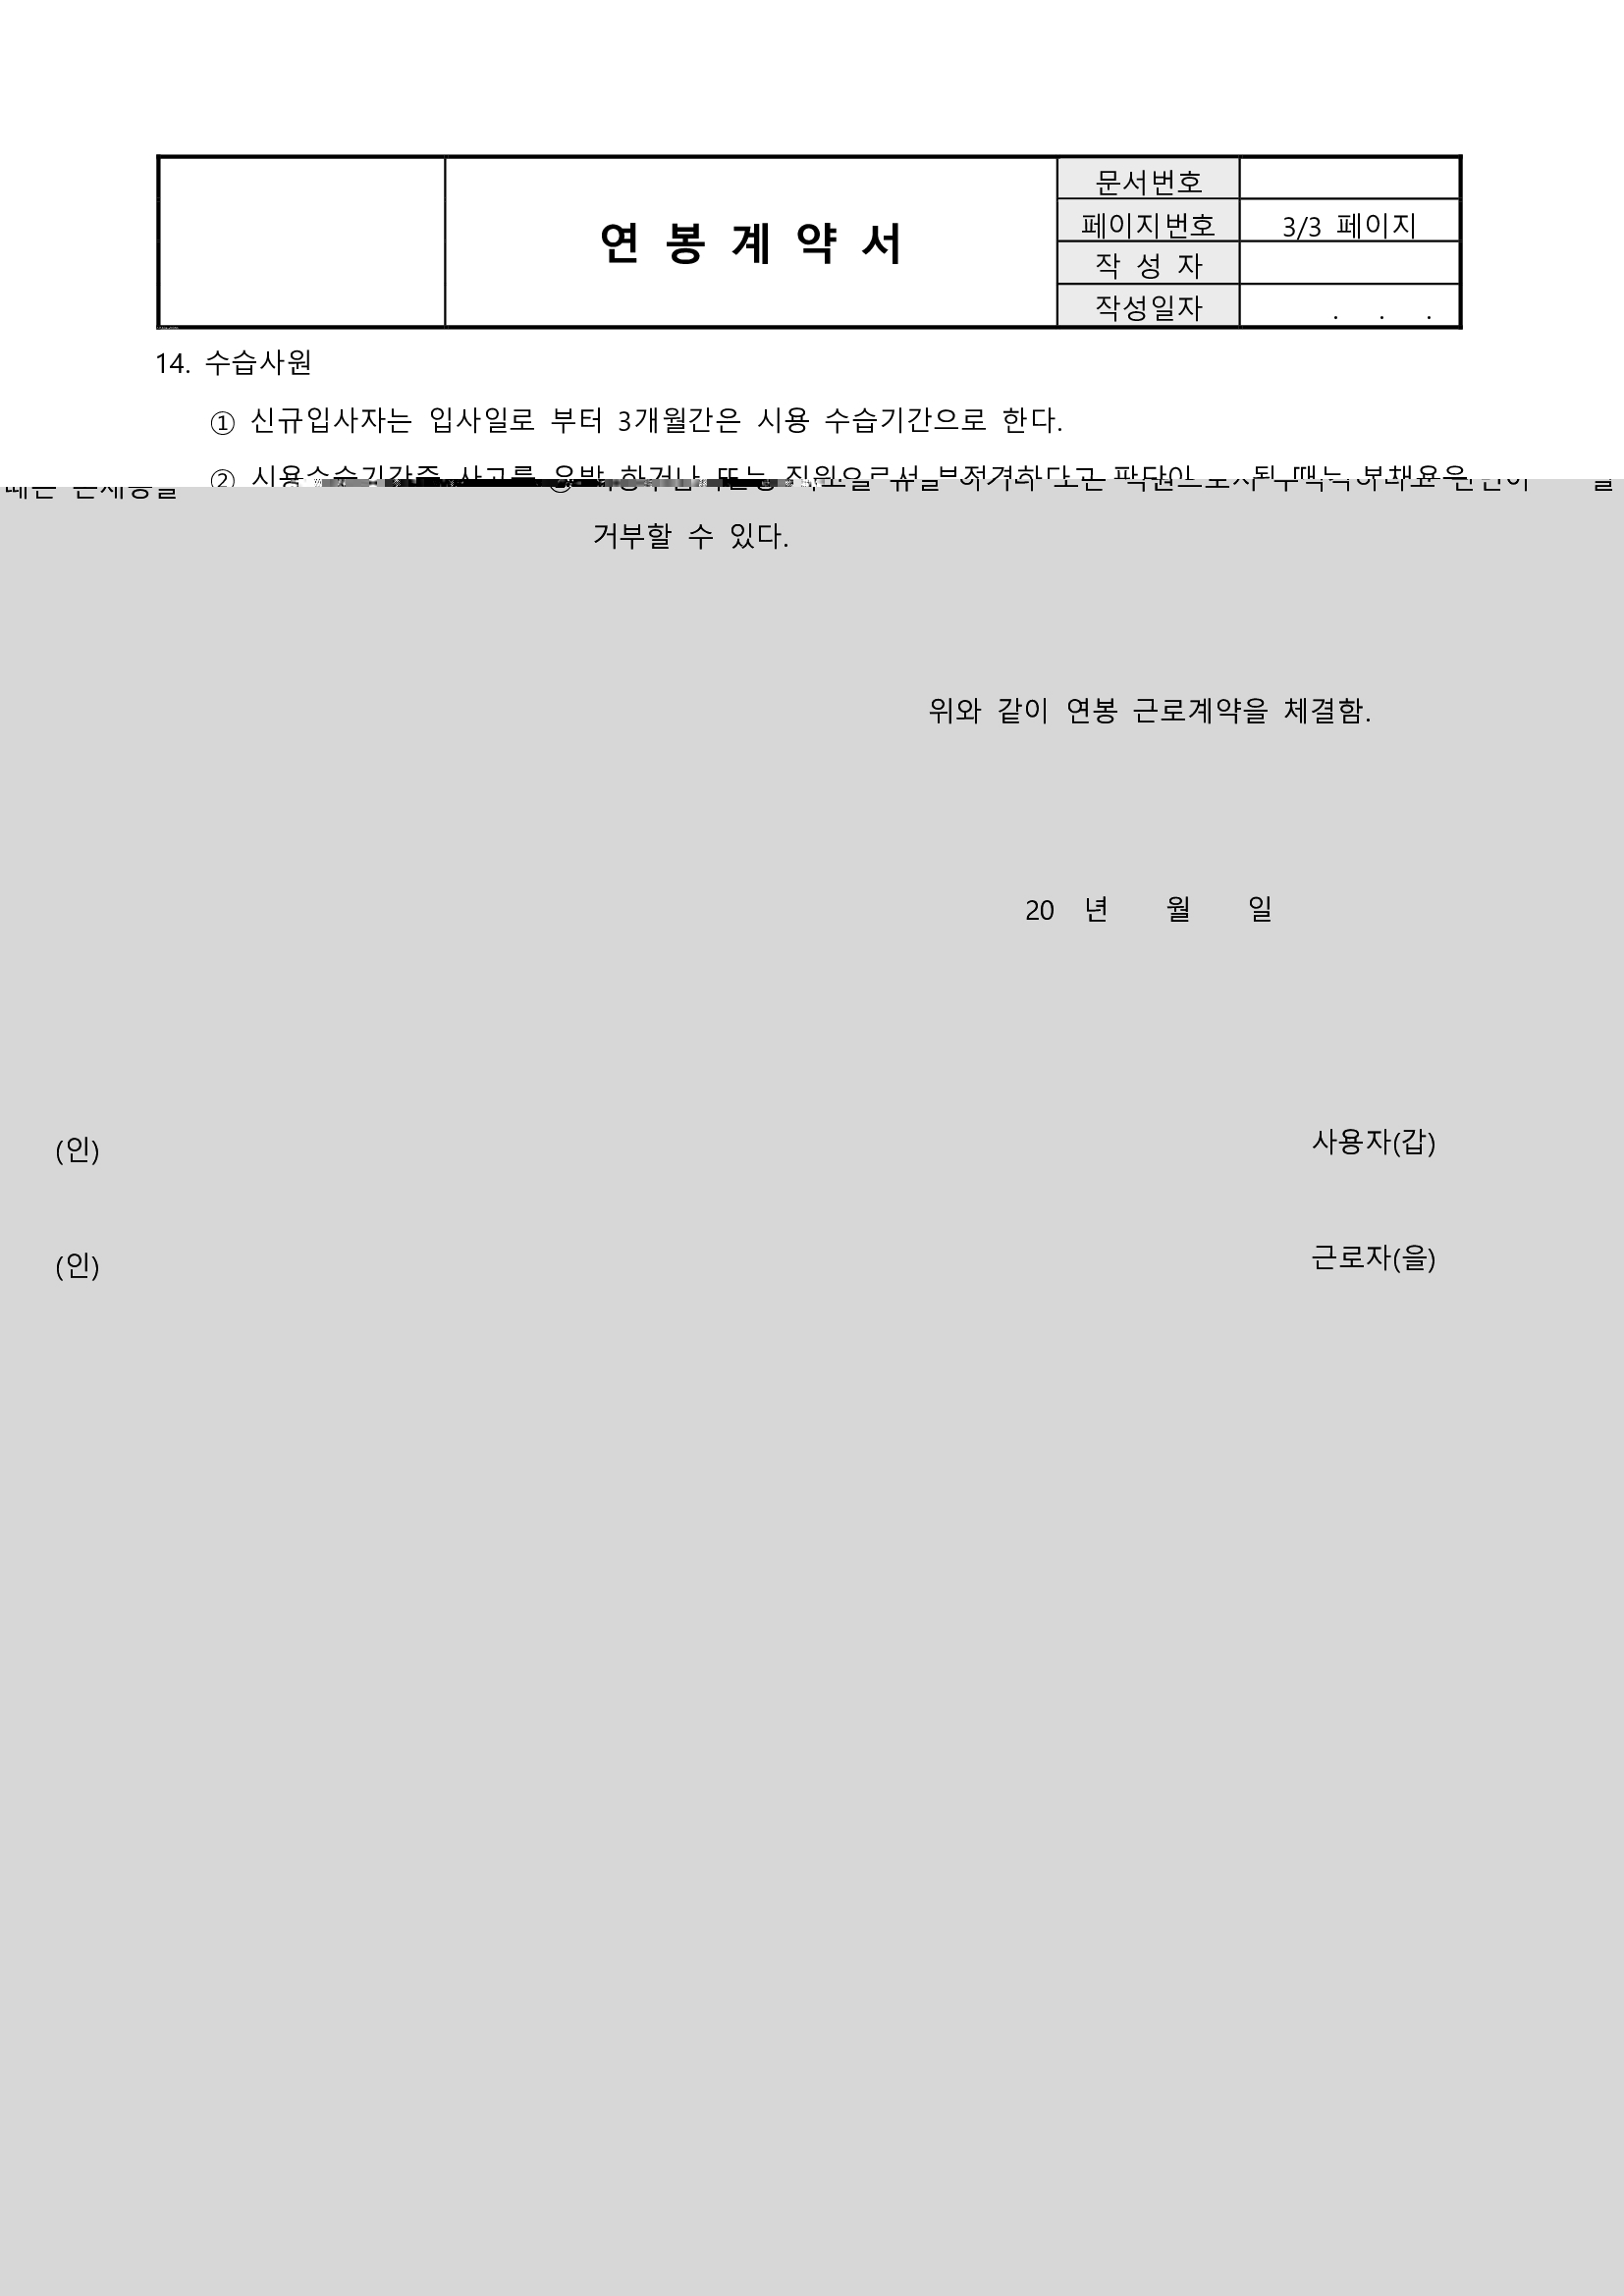 연 봉 계 약 서
문서번호
페이지번호 3/3 페이지
작 성 자
작성일자 . . .
14. 수습사원
① 신규입사자는 입사일로 부터 3개월간은 시용 수습기간으로 한다.
② 시용수습기간중 사고를 유발 하거나 또는 직원으로서 부적격하다고 판단이 될 때는 본채용을
거부할 수 있다.
위와 같이 연봉 근로계약을 체결함.
20 년 월 일
사용자(갑) (인)
근로자(을) (인)